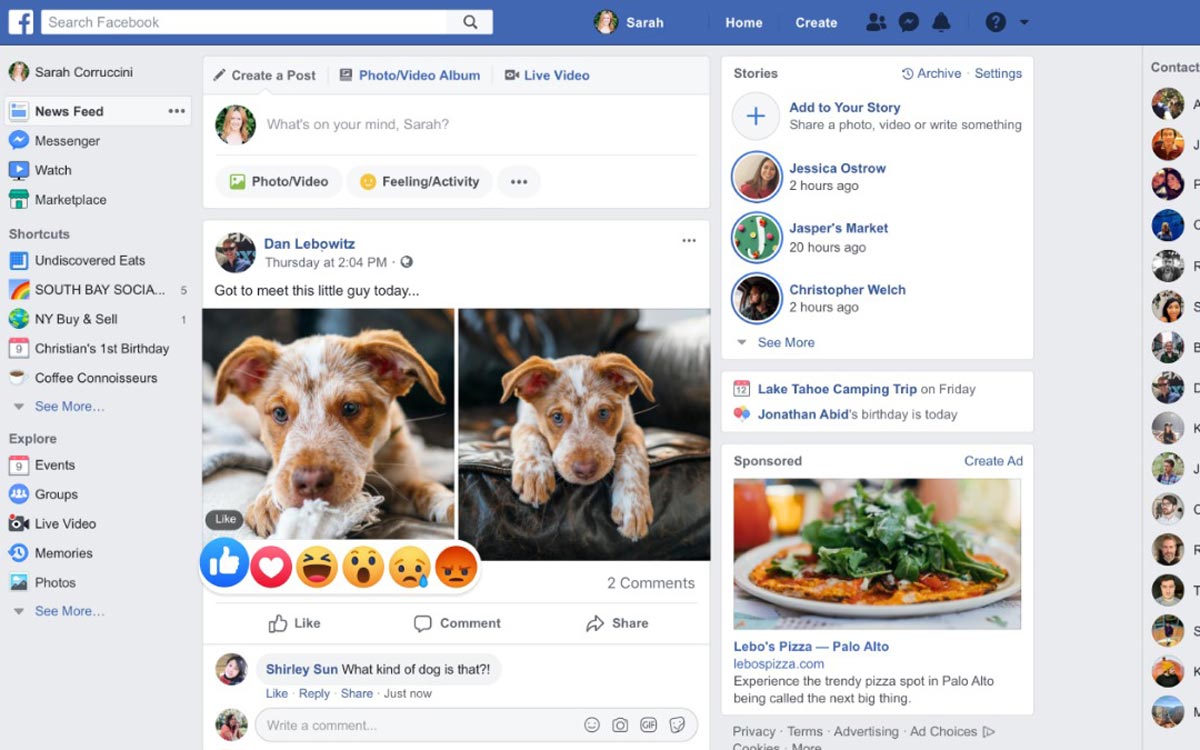 f
Search Facebook
Sarah
Home
Create
?
Sarah Corruccini
News Feed
Messenger
Watch
Marketplace
Shortcuts
Undiscovered Eats
SOUTH BAY SOCIA... 5
NY Buy & Sell 1
9 Christian's 1st Birthday
Coffee Connoisseurs
See More...
Explore
9 Events
Groups
Live Video
Memories
Photos
See More...
Create a Post
Photo/Video Album
Live Video
What's on your mind, Sarah?
Photo/Video
Feeling/Activity
Dan Lebowitz
Thursday at 2:04 PM ·
Got to meet this little guy today...
Like
2 Comments
Like
Comment
Share
Shirley Sun What kind of dog is that?!
Like · Reply · Share · Just now
Write a comment...
GIF
Stories
Archive · Settings
Add to Your Story
Share a photo, video or write something
Jessica Ostrow
2 hours ago
Jasper's Market
20 hours ago
Christopher Welch
2 hours ago
See More
12 Lake Tahoe Camping Trip on Friday
Jonathan Abid's birthday is today
Sponsored
Create Ad
Lebo's Pizza — Palo Alto
lebospizza.com
Experience the trendy pizza spot in Palo Alto
being called the next big thing.
Privacy · Terms · Advertising · Ad Choices
Cookies · More
Contact
A
J
P
C
R
S
B
D
K
J
C
R
T
S
K
M